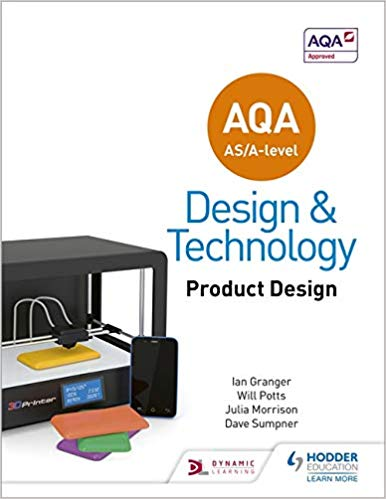 AQA
Approved
AQA
AS/A-level
Design &
Technology
Product Design
Ian Granger
Will Potts
Julia Morrison
Dave Sumpner
3D Printer
DYNAMIC
LEARNING
HODDER
EDUCATION
LEARN MORE